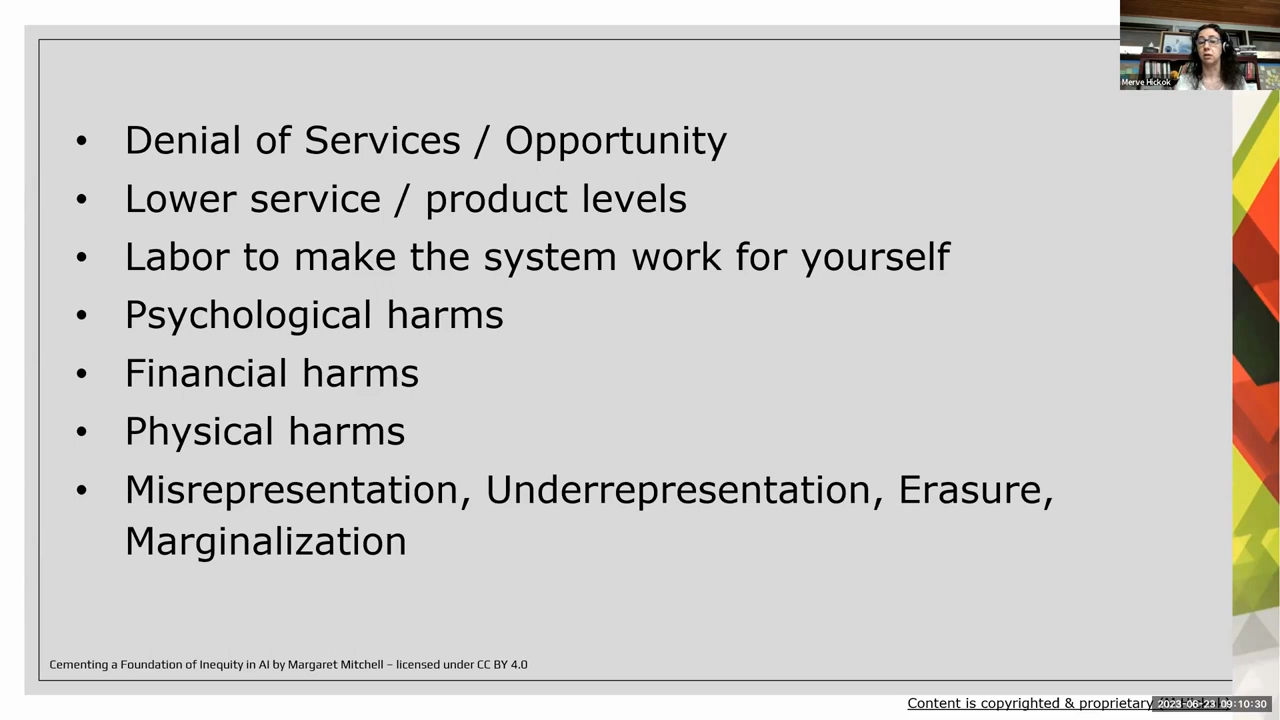 Merve Hickok
• Denial of Services / Opportunity
• Lower service / product levels
• Labor to make the system work for yourself
• Psychological harms
• Financial harms
• Physical harms
• Misrepresentation, Underrepresentation, Erasure,
Marginalization
Cementing a Foundation of Inequity in AI by Margaret Mitchell – licensed under CC BY 4.0
Content is copyrighted & proprietary
2023-06-23 09:10:30